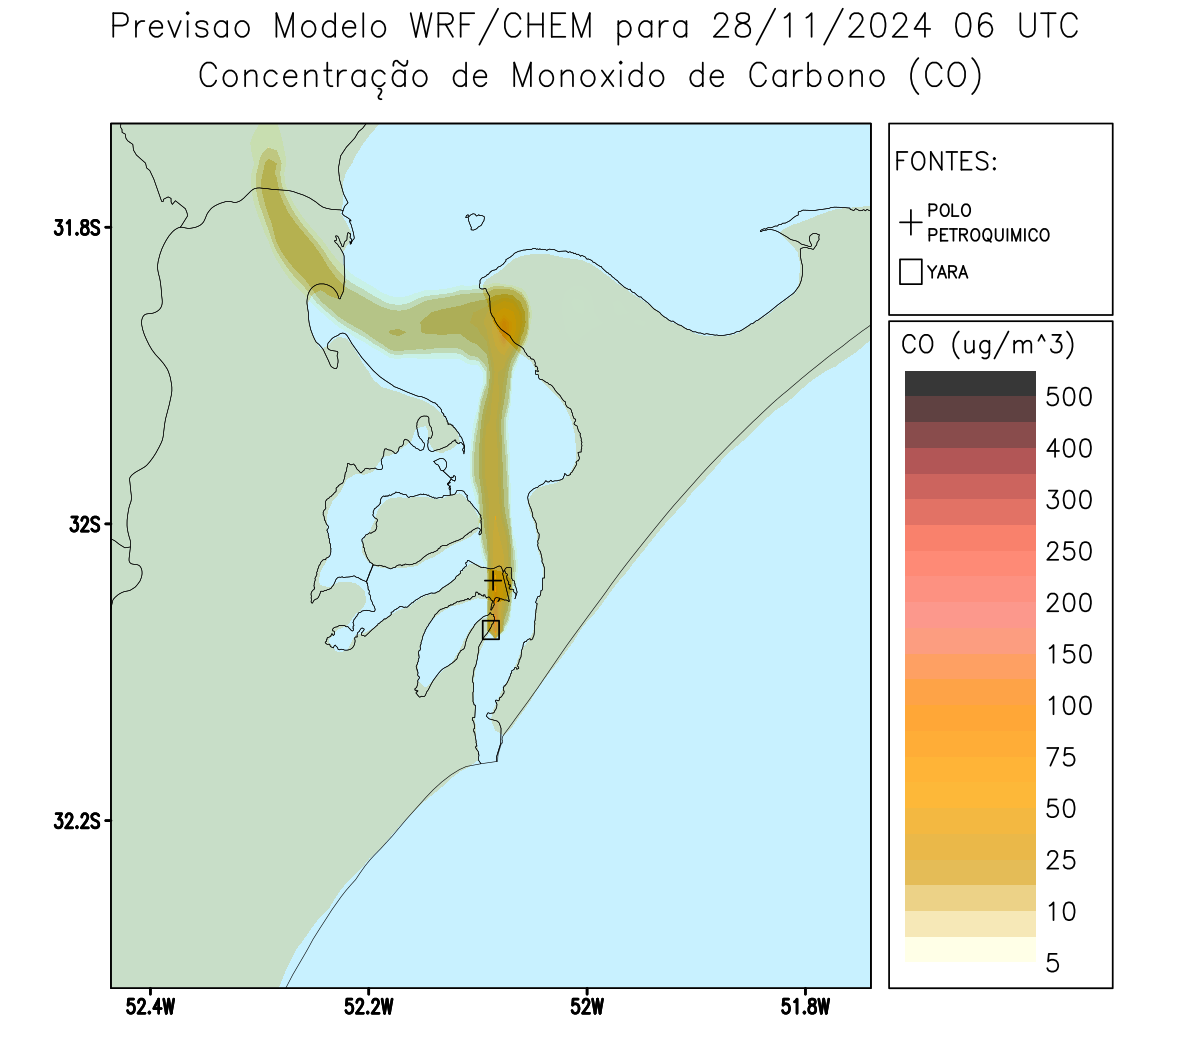 Previsao Modelo WRF/CHEM para 28/11/2024 06 UTC
Concentração de Monoxido de Carbono (CO)
FONTES:
POLO
PETROQUIMICO
YARA
31.8S
32S
32.2S
52.4W
52.2W
52W
51.8W
CO (ug/m^3)
500
400
300
250
200
150
100
75
50
25
10
5